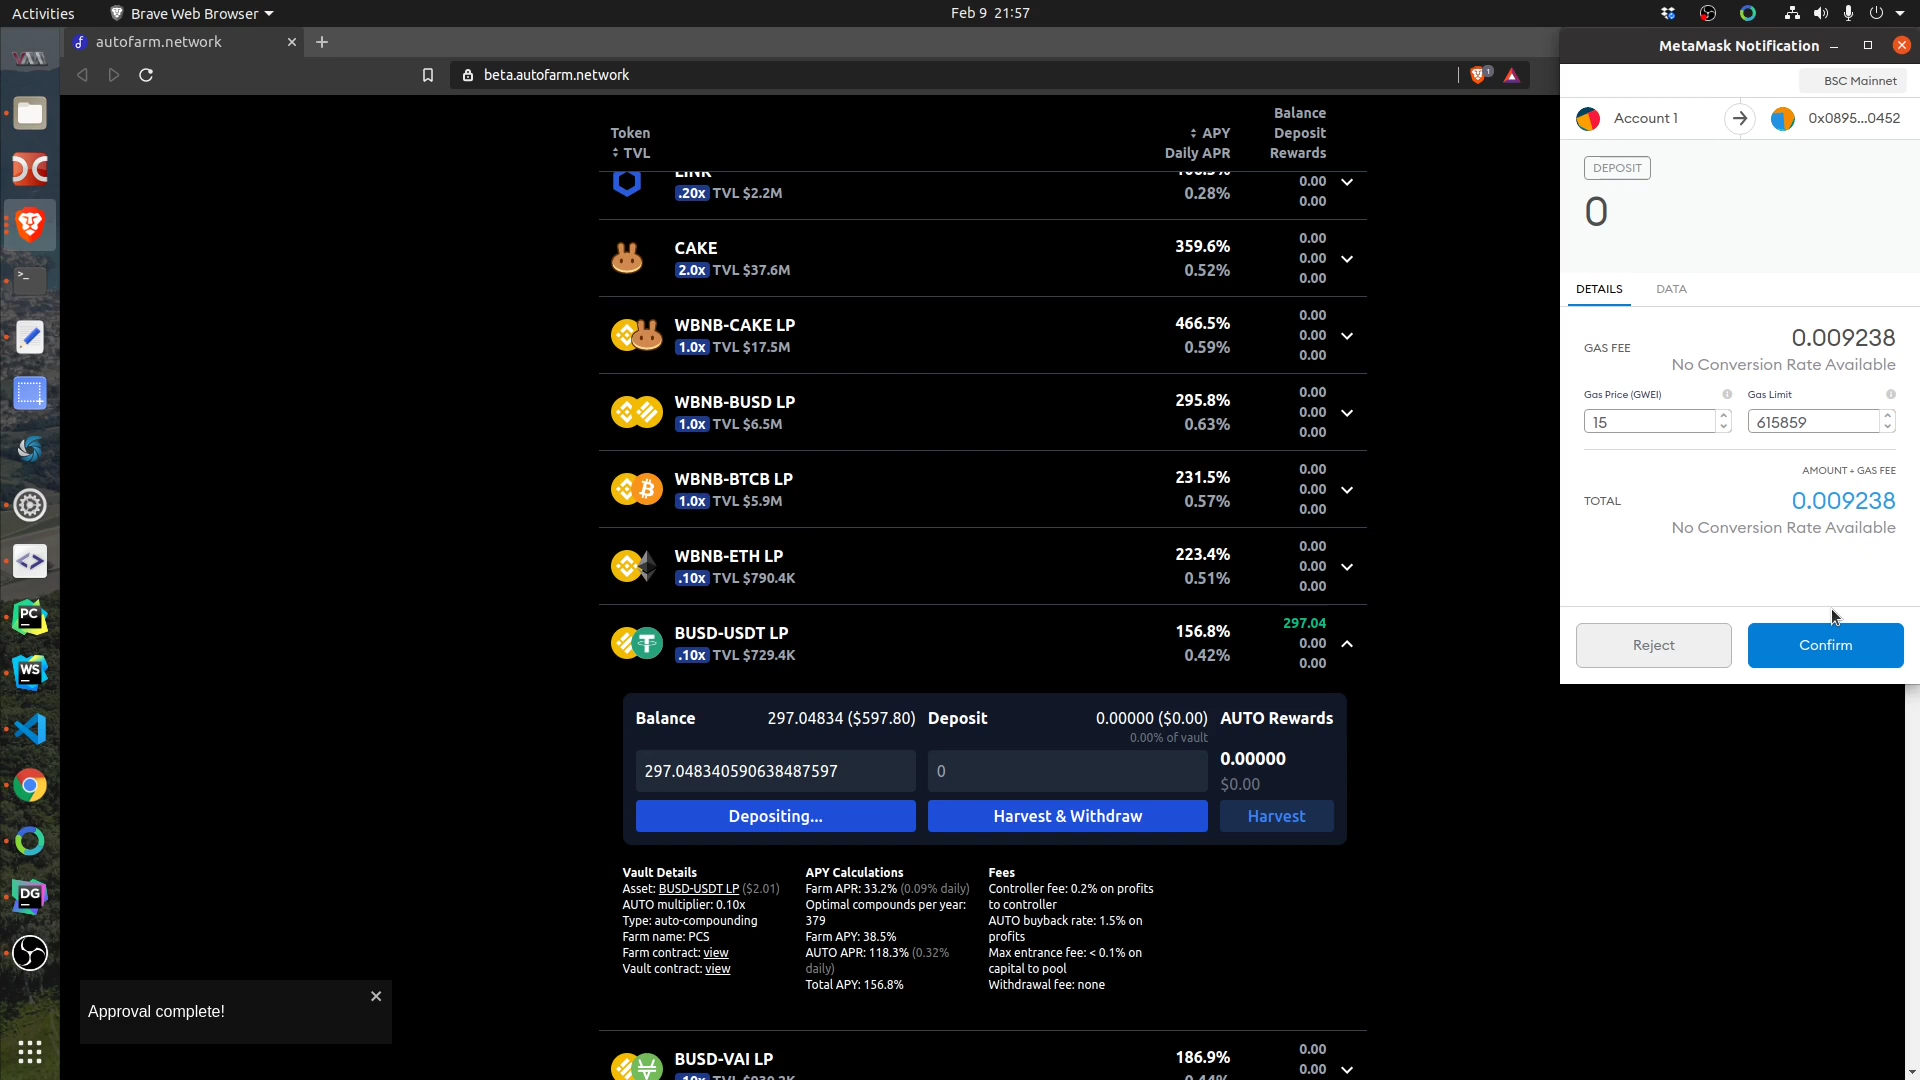 Activities
Brave Web Browser
Feb 9 21:57
autofarm.network
beta.autofarm.network
1
Token
TVL
APY
Daily APR
Balance
Deposit
Rewards
LINK
.20x TVL $2.2M
0.28%
0.00
0.00
CAKE
2.0x TVL $37.6M
359.6%
0.52%
0.00
0.00
0.00
WBNB-CAKE LP
1.0x TVL $17.5M
466.5%
0.59%
0.00
0.00
0.00
WBNB-BUSD LP
1.0x TVL $6.5M
295.8%
0.63%
0.00
0.00
0.00
WBNB-BTCB LP
1.0x TVL $5.9M
231.5%
0.57%
0.00
0.00
0.00
WBNB-ETH LP
.10x TVL $790.4K
223.4%
0.51%
0.00
0.00
0.00
BUSD-USDT LP
.10x TVL $729.4K
156.8%
0.42%
297.04
0.00
0.00
Balance 297.04834 ($597.80)
297.048340590638487597
Depositing...
Deposit 0.00000 ($0.00)
0.00% of vault
0
Harvest & Withdraw
AUTO Rewards
0.00000
$0.00
Harvest
Vault Details
Asset: BUSD-USDT LP ($2.01)
AUTO multiplier: 0.10x
Type: auto-compounding
Farm name: PCS
Farm contract: view
Vault contract: view
APY Calculations
Farm APR: 33.2% (0.09% daily)
Optimal compounds per year:
379
Farm APY: 38.5%
AUTO APR: 118.3% (0.32%
daily)
Total APY: 156.8%
Fees
Controller fee: 0.2% on profits
to controller
AUTO buyback rate: 1.5% on
profits
Max entrance fee: < 0.1% on
capital to pool
Withdrawal fee: none
BUSD-VAI LP
186.9%
0.00
0.00
Approval complete!
PC
WS
DG
MetaMask Notification
BSC Mainnet
Account 1
0x0895...0452
DEPOSIT
0
DETAILS
DATA
GAS FEE
0.009238
No Conversion Rate Available
Gas Price (GWEI)
15
Gas Limit
615859
AMOUNT + GAS FEE
TOTAL
0.009238
No Conversion Rate Available
Reject
Confirm